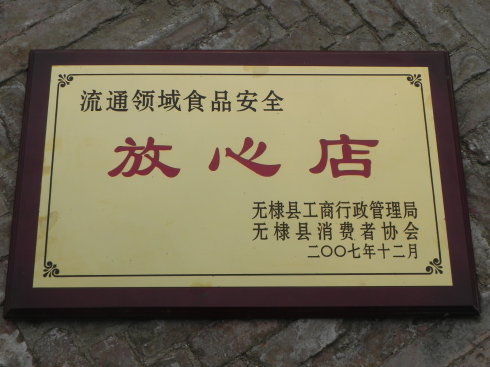 流通领域食品安全
放心店
无棣县工商行政管理局
无棣县消费者协会
二〇〇七年十二月